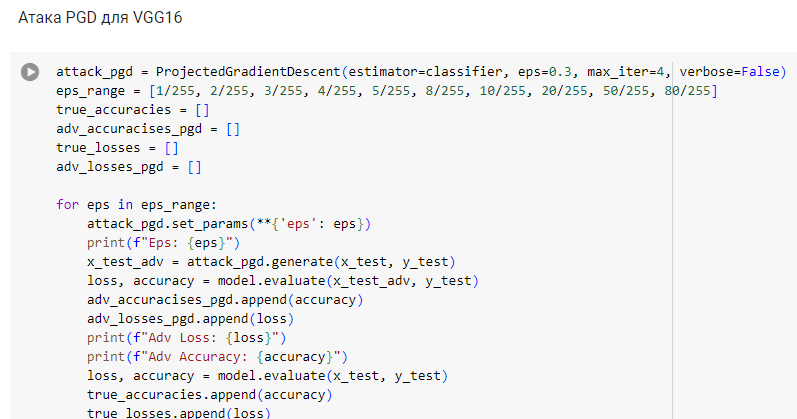 Атака PGD для VGG16
attack_pgd = ProjectedGradientDescent(estimator=classifier, eps=0.3, max_iter=4, verbose=False)
eps_range = [1/255, 2/255, 3/255, 4/255, 5/255, 8/255, 10/255, 20/255, 50/255, 80/255]
true_accuracies = []
adv_accuracises_pgd = []
true_losses = []
adv_losses_pgd = []
for eps in eps_range:
    attack_pgd.set_params(**{'eps': eps})
    print(f"Eps: {eps}")
    x_test_adv = attack_pgd.generate(x_test, y_test)
    loss, accuracy = model.evaluate(x_test_adv, y_test)
    adv_accuracises_pgd.append(accuracy)
    adv_losses_pgd.append(loss)
    print(f"Adv Loss: {loss}")
    print(f"Adv Accuracy: {accuracy}")
    loss, accuracy = model.evaluate(x_test, y_test)
    true_accuracies.append(accuracy)
    true_losses.append(loss)